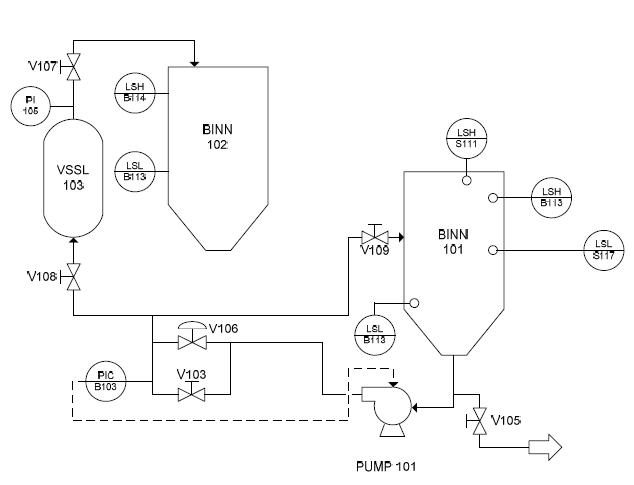 V107
PI
105
LSH
B114
LSL
B113
BINN
102
VSSL
103
V108
LSH
S111
LSH
B113
LSL
S117
BINN
101
V109
LSL
B113
V106
V103
PIC
B103
V105
PUMP 101